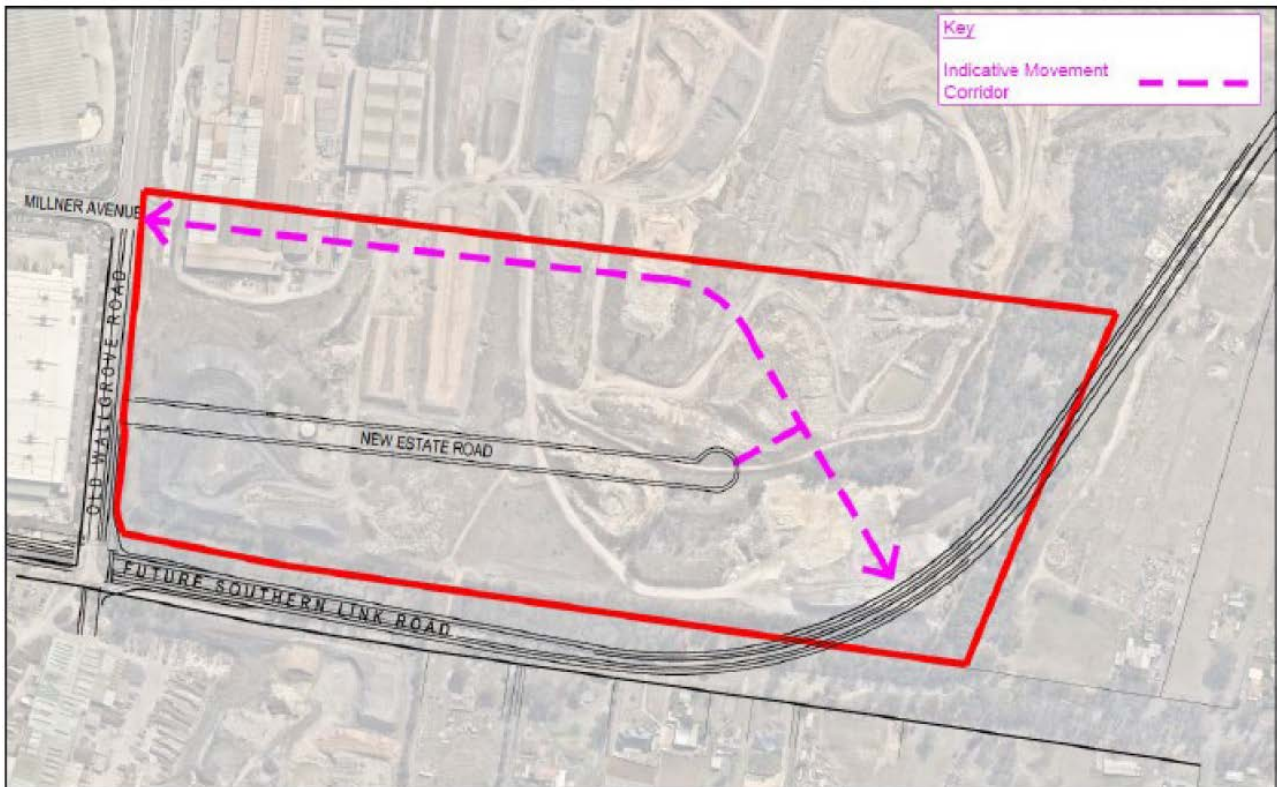 Key
Indicative Movement
Corridor
MILLNER AVENUE
OLD WALLGROVE ROAD
NEW ESTATE ROAD
FUTURE SOUTHERN LINK ROAD